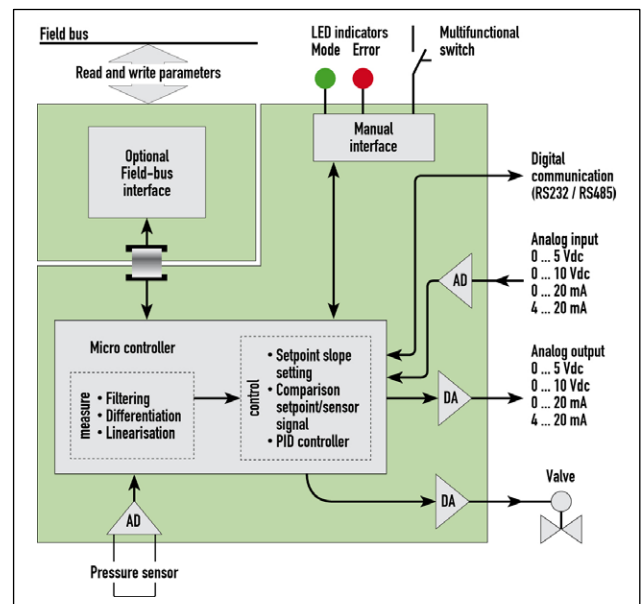 Field bus
Read and write parameters
LED indicators
Mode Error
Multifunctional
switch
Manual
interface
Optional
Field-bus
interface
Digital
communication
(RS232 / RS485)
Analog input
0 ... 5 Vdc
0 ... 10 Vdc
0 ... 20 mA
4 ... 20 mA
AD
Micro controller
measure
• Filtering
• Differentiation
• Linearisation
control
• Setpoint slope
setting
• Comparison
setpoint/sensor
signal
• PID controller
DA
Analog output
0 ... 5 Vdc
0 ... 10 Vdc
0 ... 20 mA
4 ... 20 mA
DA
Valve
AD
Pressure sensor